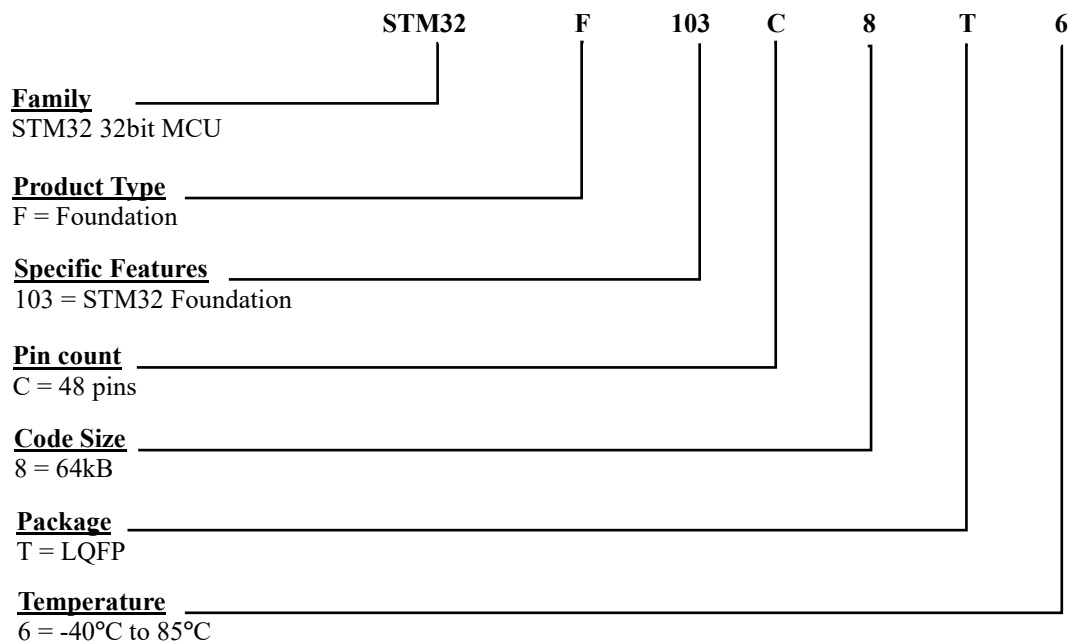 STM32 F 103 C 8 T 6
Family
STM32 32bit MCU
Product Type
F = Foundation
Specific Features
103 = STM32 Foundation
Pin count
C = 48 pins
Code Size
8 = 64kB
Package
T = LQFP
Temperature
6 = -40°C to 85°C